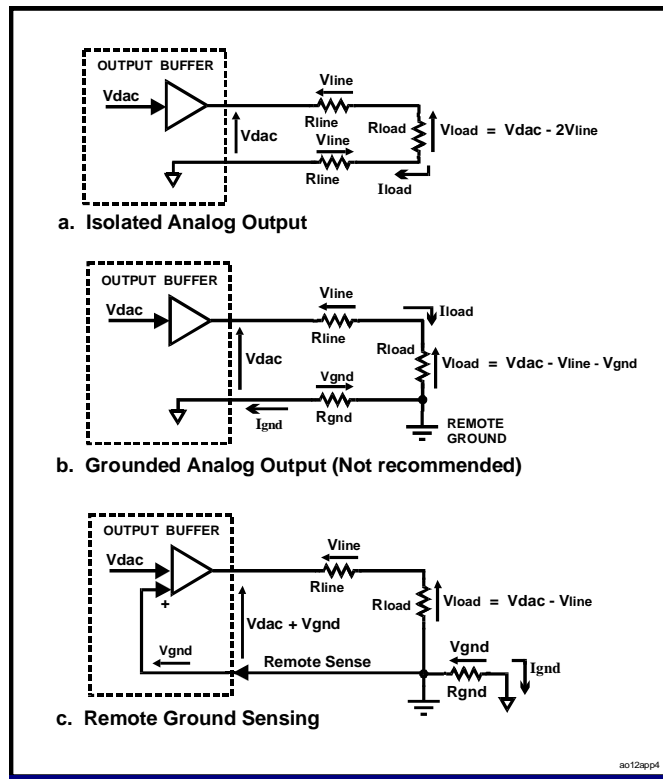 OUTPUT BUFFER
Vdac
Vdac
Vline
Rline
Vline
Rline
Rload
Vload = Vdac - 2Vline
Iload
a. Isolated Analog Output
OUTPUT BUFFER
Vdac
Vdac
Vline
Rline
Iload
Rload
Vload = Vdac - Vline - Vgnd
Vgnd
Rgnd
Ignd
REMOTE
GROUND
b. Grounded Analog Output (Not recommended)
OUTPUT BUFFER
Vdac
+
Vline
Rline
Rload
Vload = Vdac - Vline
Vdac + Vgnd
Vgnd
Remote Sense
Vgnd
Rgnd
Ignd
c. Remote Ground Sensing
ao12app4